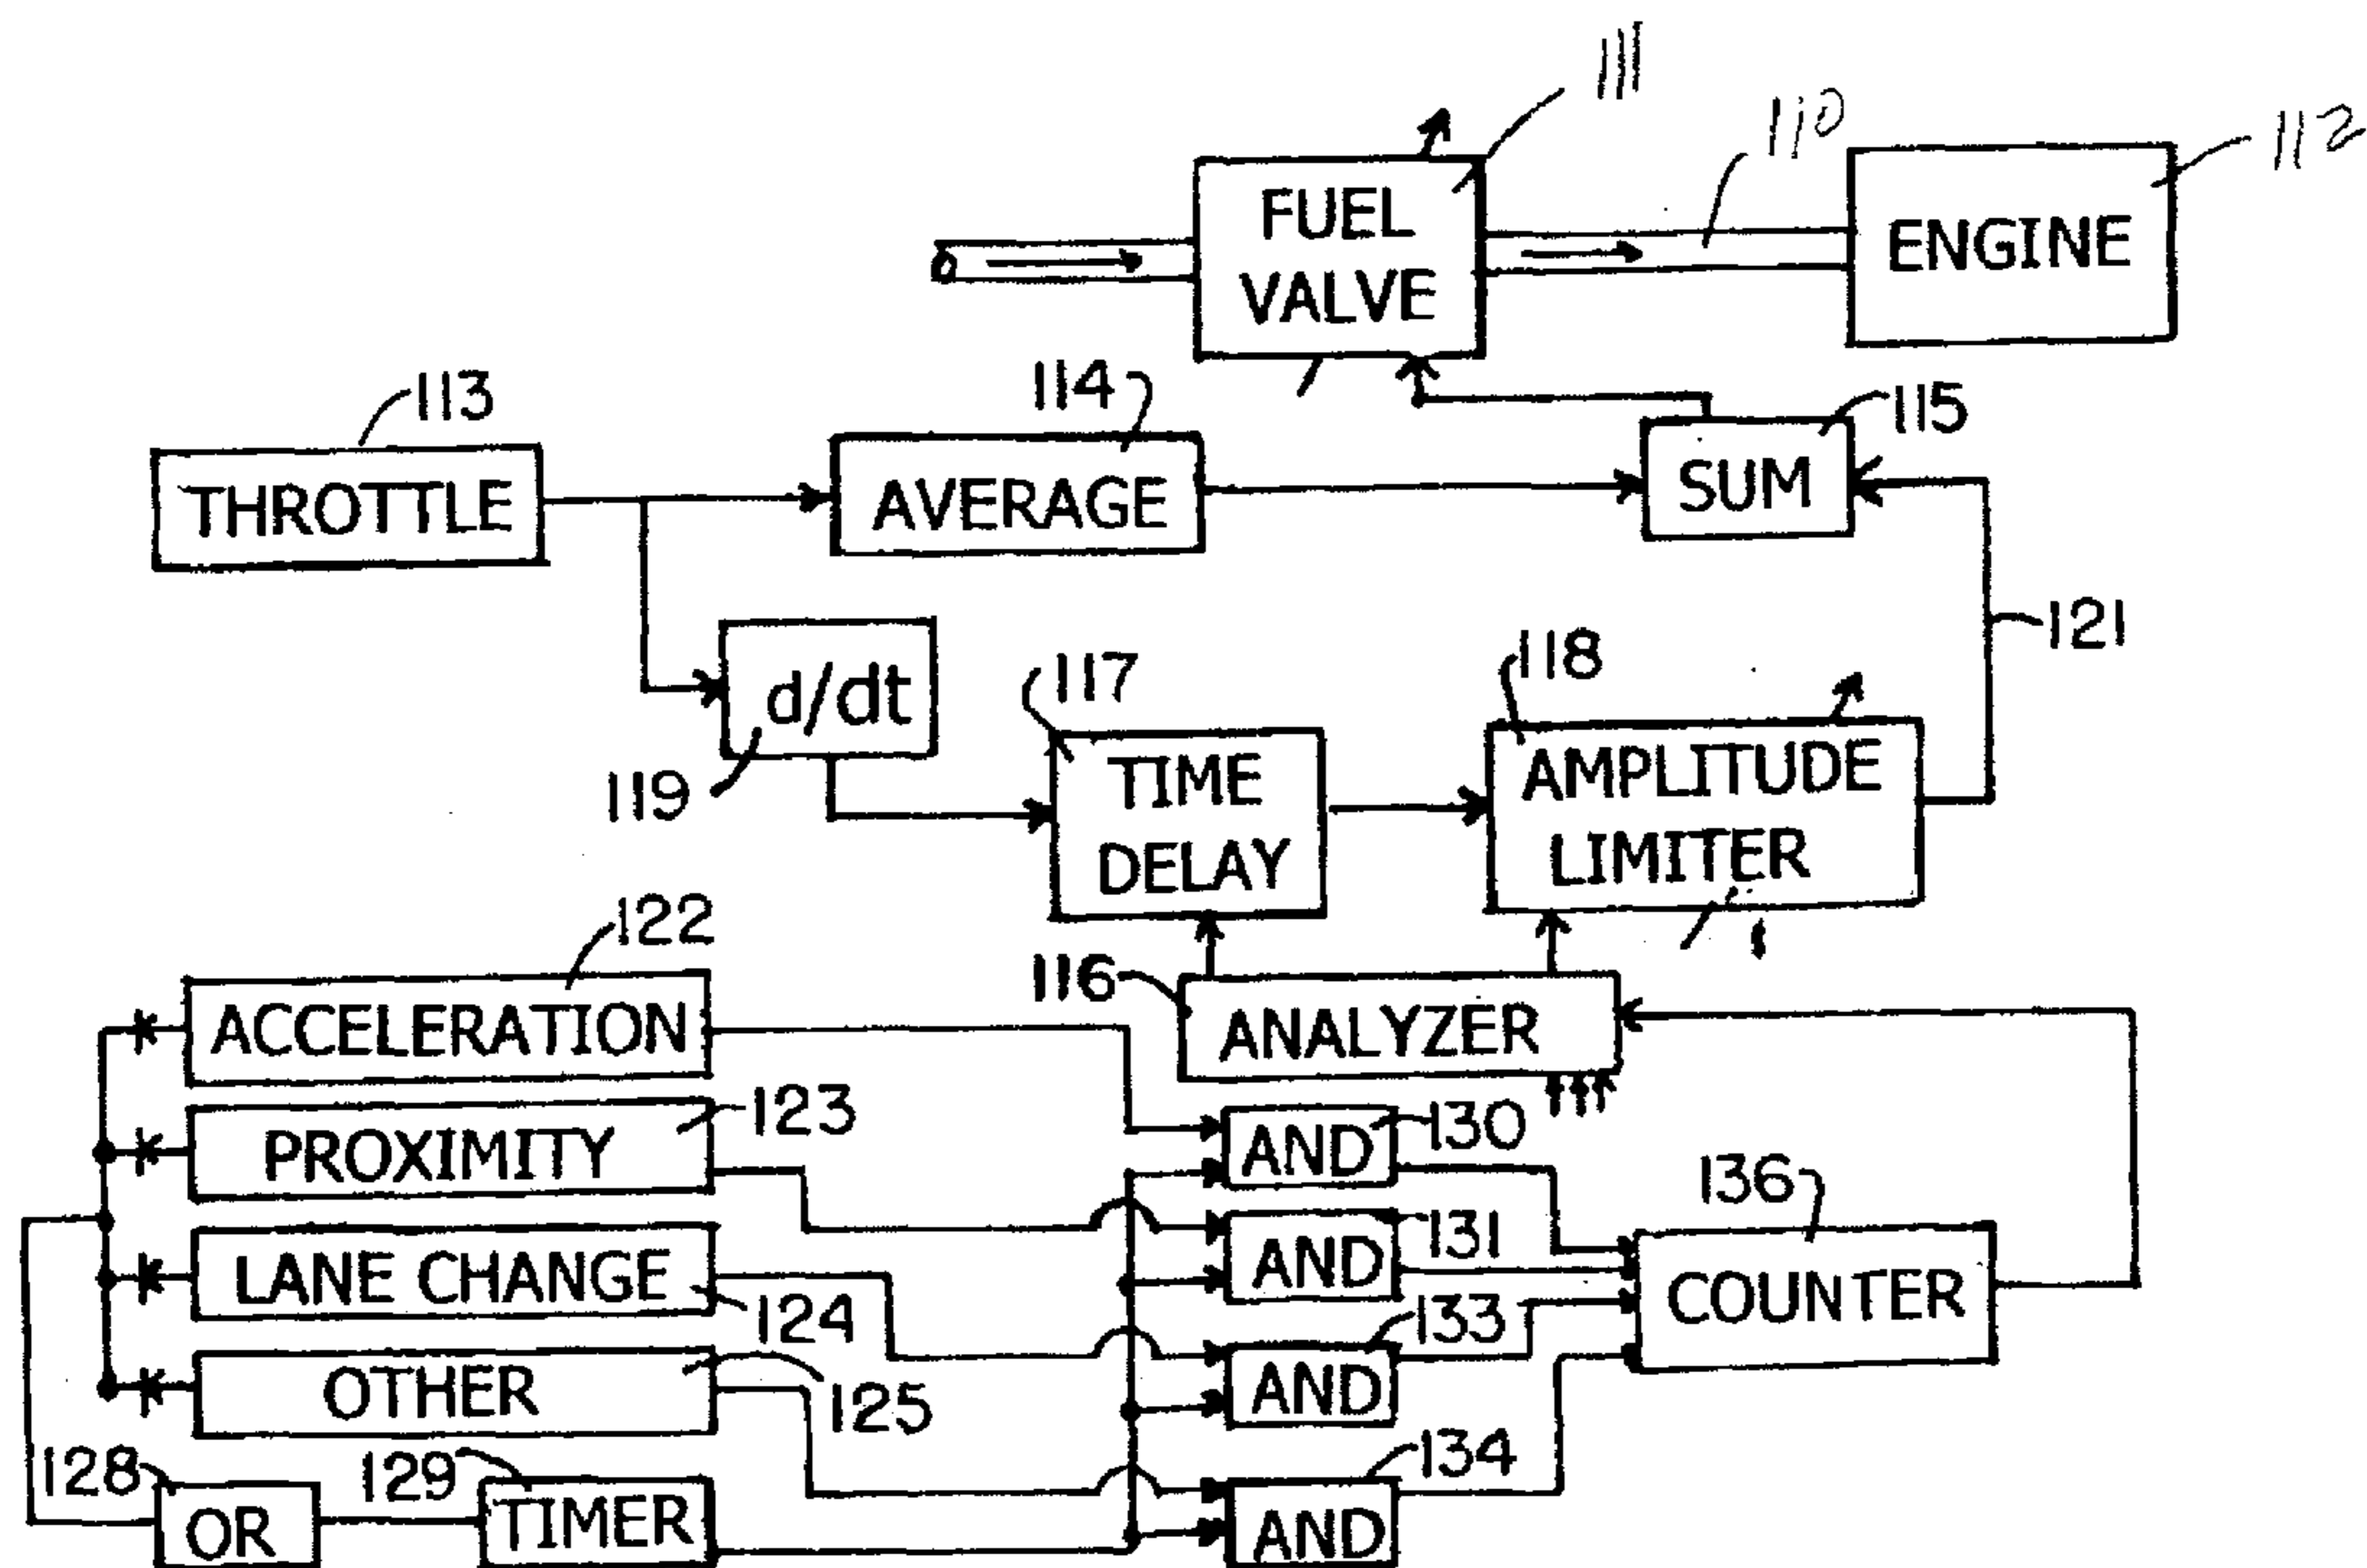 111
110
112
FUEL
VALVE
ENGINE
113
114
115
THROTTLE
AVERAGE
SUM
121
d/dt
117
118
119
TIME
DELAY
AMPLITUDE
LIMITER
122
116
ACCELERATION
ANALYZER
123
PROXIMITY
AND
130
136
LANE CHANGE
124
AND
131
COUNTER
OTHER
125
133
AND
128
129
134
OR
TIMER
AND